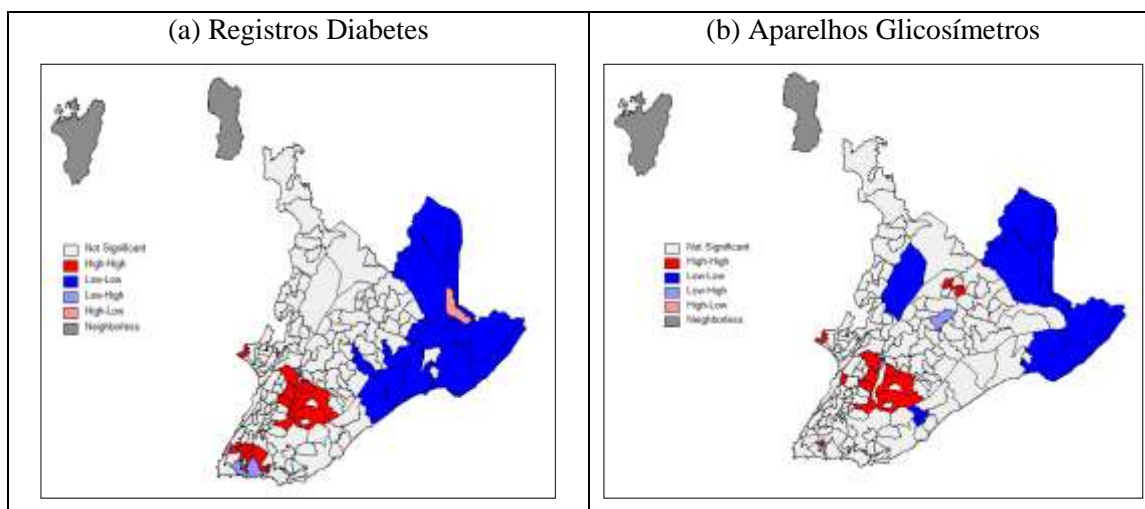 (a) Registros Diabetes
(b) Aparelhos Glicosímetros
Not Significant
High-High
Low-Low
Low-High
High-Low
Neighborless
Not Significant
High-High
Low-Low
Low-High
High-Low
Neighborless